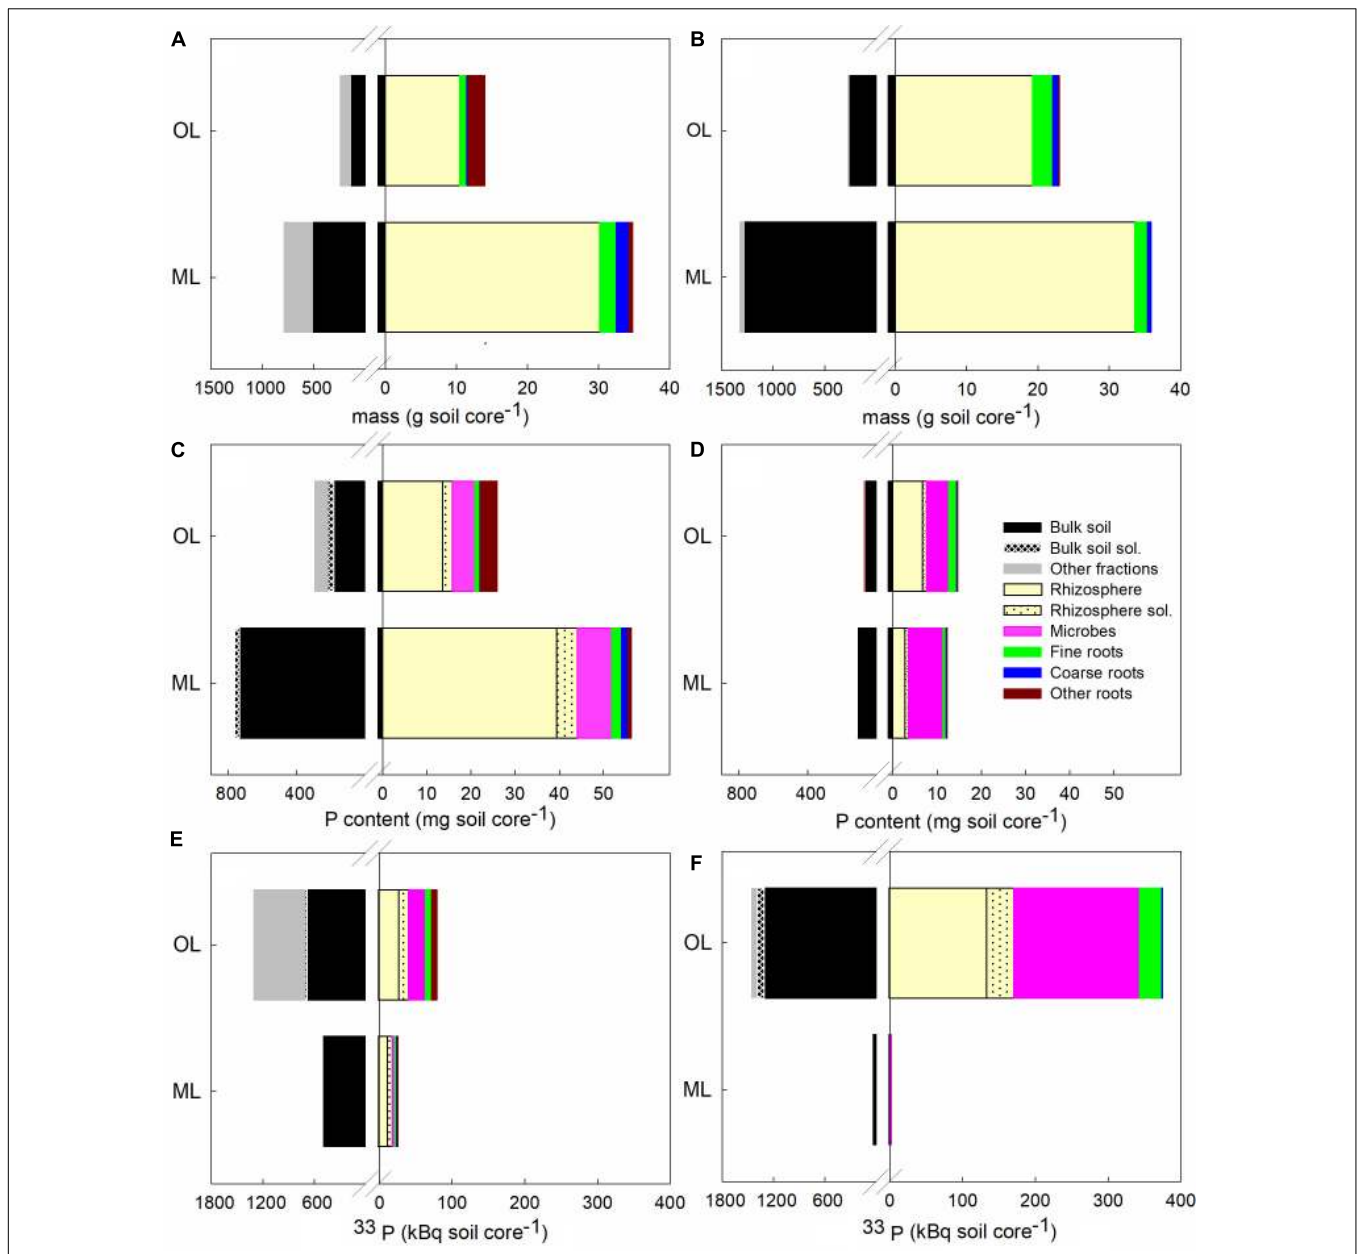 A
B
OL
OL
ML
ML
1500 1000 500 0 10 20 30 40
1500 1000 500 0 10 20 30 40
mass (g soil core-1)
mass (g soil core-1)
C
D
OL
OL
Bulk soil
Bulk soil sol.
Other fractions
Rhizosphere
Rhizosphere sol.
Microbes
Fine roots
Coarse roots
Other roots
ML
ML
800 400 0 10 20 30 40 50
800 400 0 10 20 30 40 50
P content (mg soil core-1)
P content (mg soil core-1)
E
F
OL
OL
ML
ML
1800 1200 600 0 100 200 300 400
1800 1200 600 0 100 200 300 400
33 P (kBq soil core-1)
33 P (kBq soil core-1)